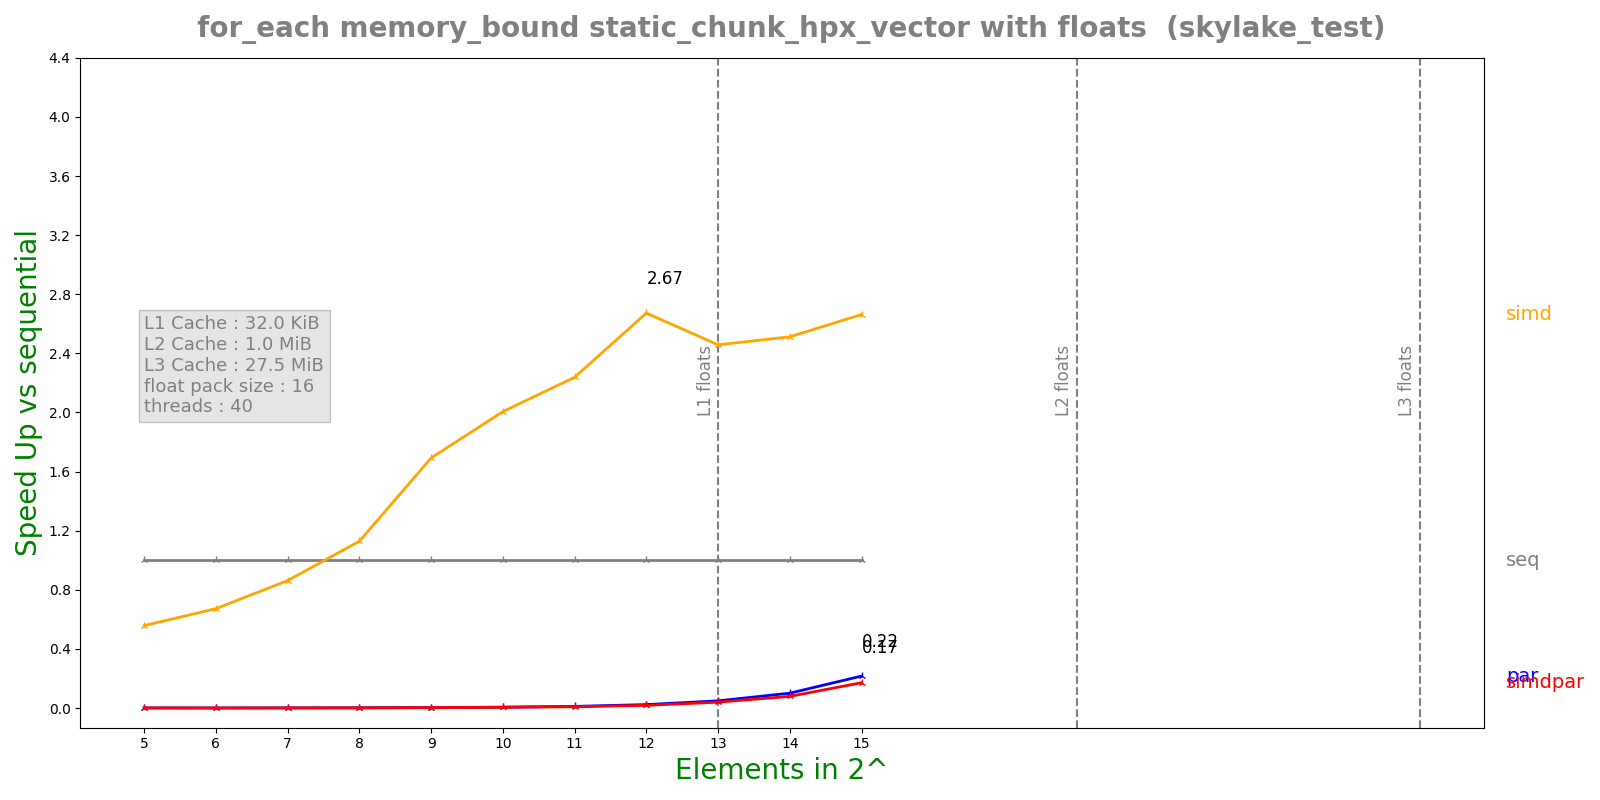 for_each memory_bound static_chunk_hpx_vector with floats (skylake_test)
Speed Up vs sequential
4.4
4.0
3.6
3.2
2.8
2.4
2.0
1.6
1.2
0.8
0.4
0.0
L1 Cache : 32.0 KiB
L2 Cache : 1.0 MiB
L3 Cache : 27.5 MiB
float pack size : 16
threads : 40
2.67
L1 floats
L2 floats
L3 floats
0.22
0.17
simd
seq
par
simdpar
5 6 7 8 9 10 11 12 13 14 15
Elements in 2^